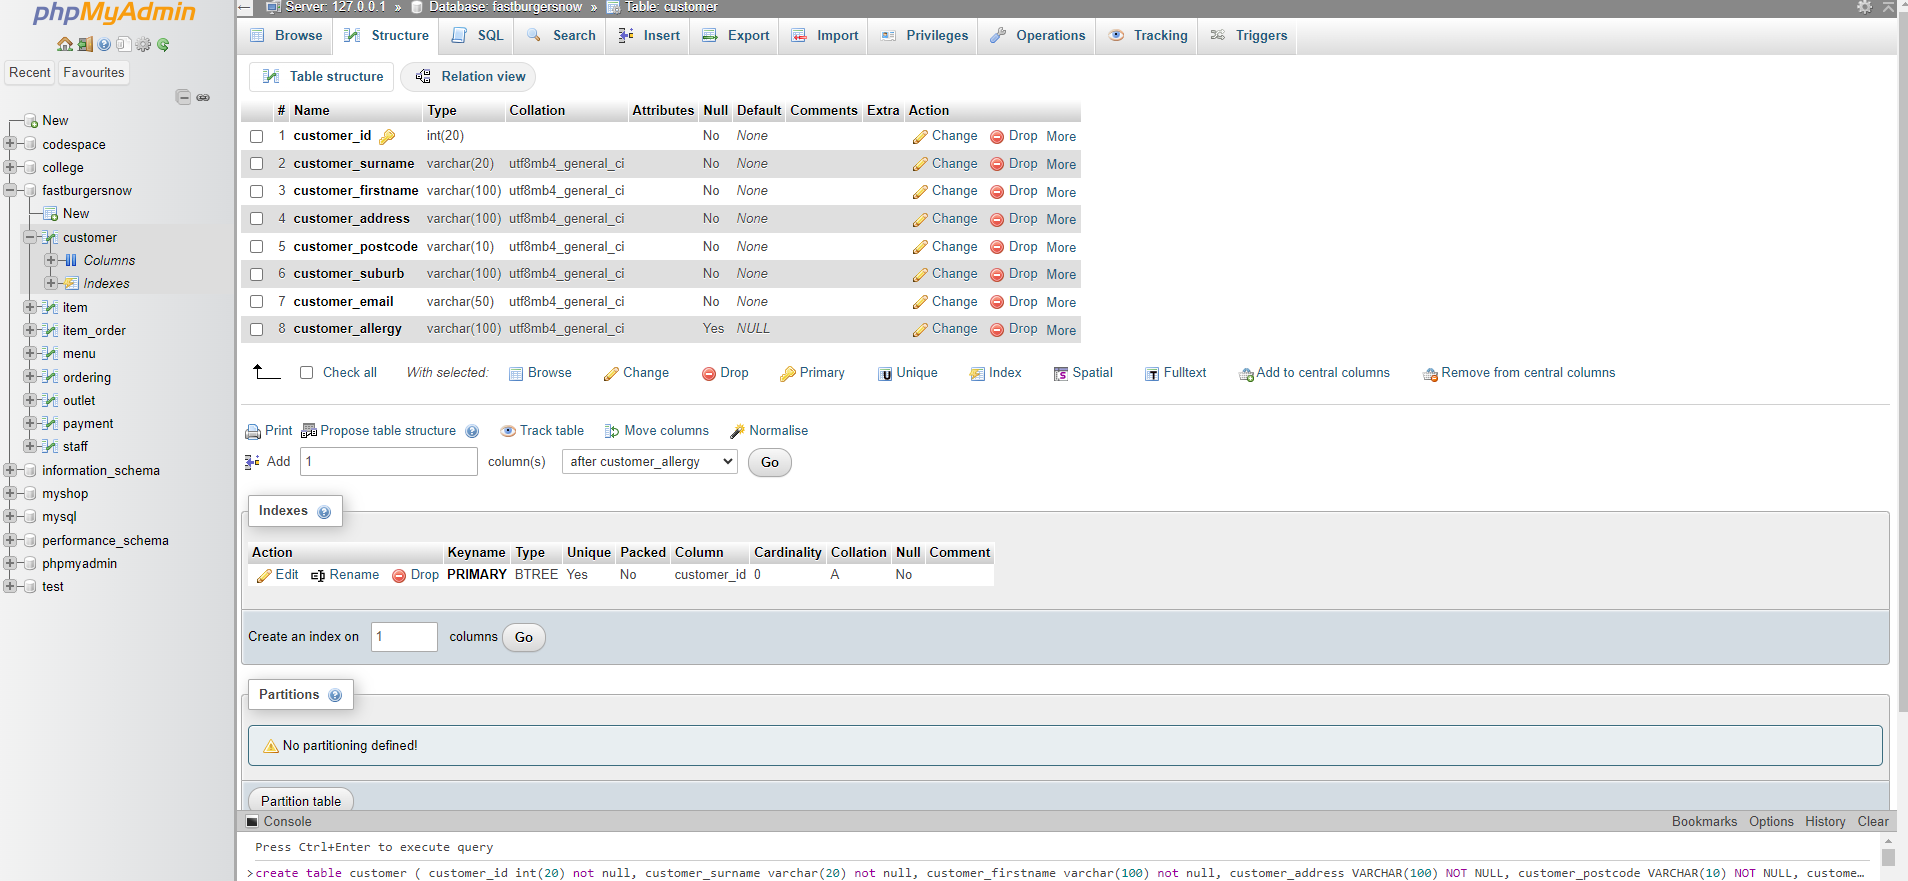 phpMyAdmin
Recent Favourites
New
codespace
college
fastburgersnow
New
customer
Columns
Indexes
item
item_order
menu
ordering
outlet
payment
staff
information_schema
myshop
mysql
performance_schema
phpmyadmin
test
Server: 127.0.0.1 » Database: fastburgersnow » Table: customer
Browse Structure SQL Search Insert Export Import Privileges Operations Tracking Triggers
Table structure Relation view
# Name Type Collation Attributes Null Default Comments Extra Action
1 customer_id int(20) No None Change Drop More
2 customer_surname varchar(20) utf8mb4_general_ci No None Change Drop More
3 customer_firstname varchar(100) utf8mb4_general_ci No None Change Drop More
4 customer_address varchar(100) utf8mb4_general_ci No None Change Drop More
5 customer_postcode varchar(10) utf8mb4_general_ci No None Change Drop More
6 customer_suburb varchar(100) utf8mb4_general_ci No None Change Drop More
7 customer_email varchar(50) utf8mb4_general_ci No None Change Drop More
8 customer_allergy varchar(100) utf8mb4_general_ci Yes NULL Change Drop More
Check all With selected: Browse Change Drop Primary Unique Index Spatial Fulltext Add to central columns Remove from central columns
Print Propose table structure Track table Move columns Normalise
Add 1 column(s) after customer_allergy Go
Indexes
Action Keyname Type Unique Packed Column Cardinality Collation Null Comment
Edit Rename Drop PRIMARY BTREE Yes No customer_id 0 A No
Create an index on 1 columns Go
Partitions
No partitioning defined!
Partition table
Console Bookmarks Options History Clear
Press Ctrl+Enter to execute query
>create table customer ( customer_id int(20) not null, customer_surname varchar(20) not null, customer_firstname varchar(100) not null, customer_address VARCHAR(100) NOT NULL, customer_postcode VARCHAR(10) NOT NULL, custome…